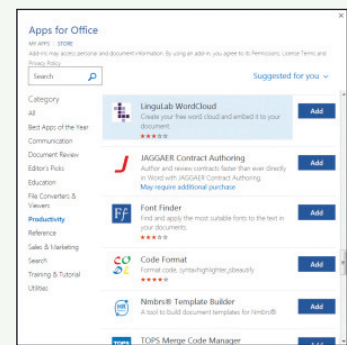 Apps for Office
MY APPS | STORE
Add-ins may access personal and document information. By using an add-in, you agree to its Permissions, License Terms and
Privacy Policy
Search
Suggested for you
Category
All
Best Apps of the Year
Communication
Document Review
Editor's Picks
Education
File Converters &
Viewers
Productivity
Reference
Sales & Marketing
Search
Training & Tutorial
Utilities
LinguLab WordCloud
Create your free word cloud and embed it to your
document.
Add
JAGGAER Contract Authoring
Author and review contracts faster than ever directly
in Word with JAGGAER Contract Authoring.
May require additional purchase
Add
Ff
Font Finder
Find and apply the most suitable fonts to the text in
your documents.
Add
CO
DE
Code Format
Format code, syntaxhighlighter,jsbeautify
Add
HR
Nmbrs® Template Builder
A tool to build document templates for Nmbrs®.
Add
TOPS
TOPS Merge Code Manager
Add